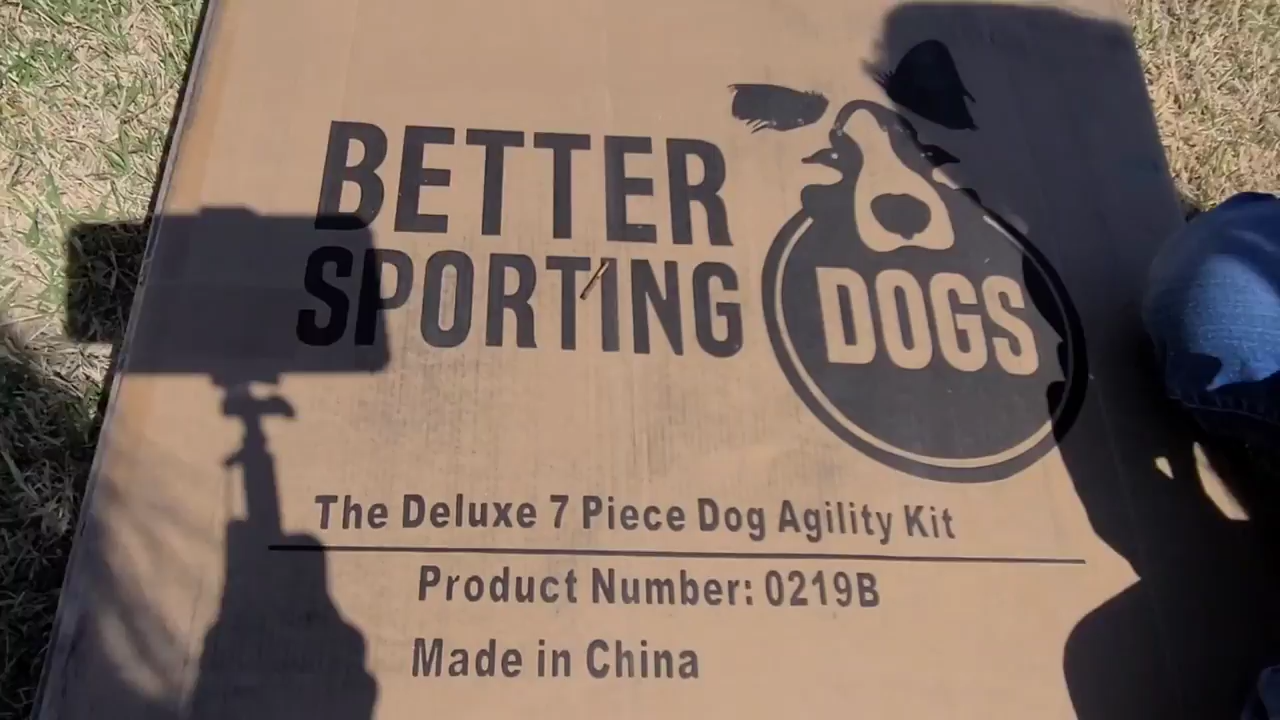 BETTER
SPORTING
DOGS
The Deluxe 7 Piece Dog Agility Kit
Product Number: 0219B
Made in China